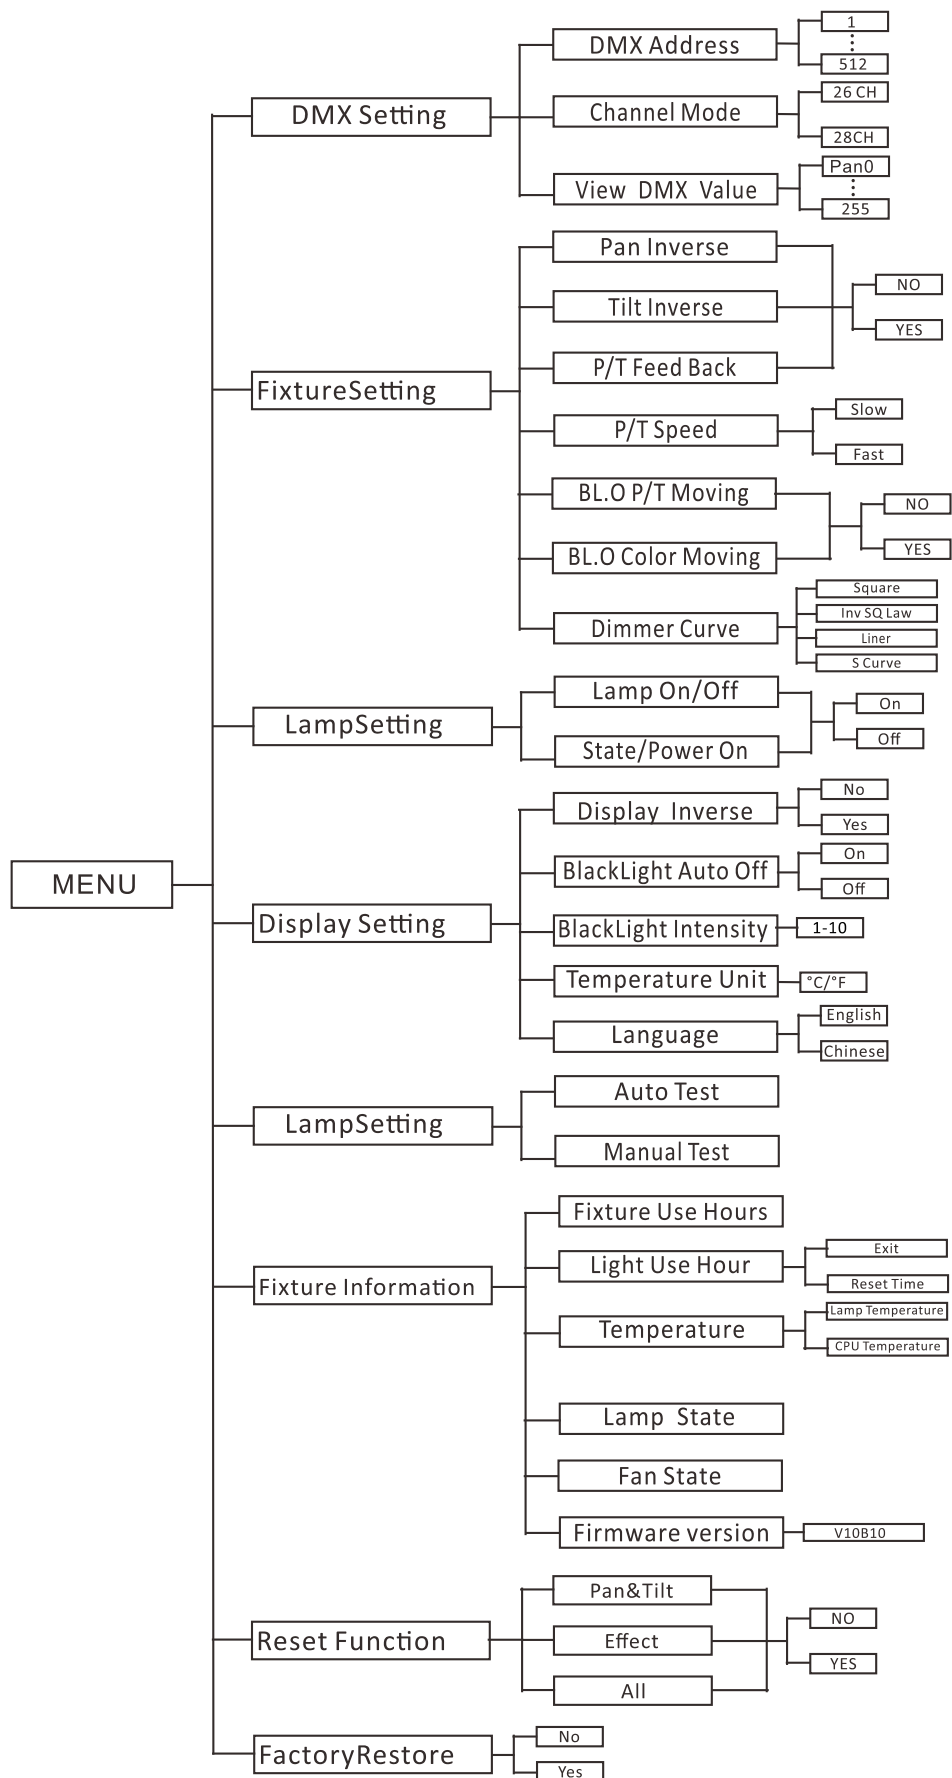 MENU
DMX Setting
DMX Address
1
512
Channel Mode
26 CH
28CH
View DMX Value
Pan0
255
FixtureSetting
Pan Inverse
Tilt Inverse
P/T Feed Back
NO
YES
P/T Speed
Slow
Fast
BL.O P/T Moving
BL.O Color Moving
NO
YES
Dimmer Curve
Square
Inv SQ Law
Liner
S Curve
LampSetting
Lamp On/Off
State/Power On
On
Off
Display Setting
Display Inverse
No
Yes
BlackLight Auto Off
On
Off
BlackLight Intensity
1-10
Temperature Unit
°C/°F
Language
English
Chinese
LampSetting
Auto Test
Manual Test
Fixture Information
Fixture Use Hours
Light Use Hour
Exit
Reset Time
Temperature
Lamp Temperature
CPU Temperature
Lamp State
Fan State
Firmware version
V10B10
Reset Function
Pan&Tilt
Effect
All
NO
YES
FactoryRestore
No
Yes